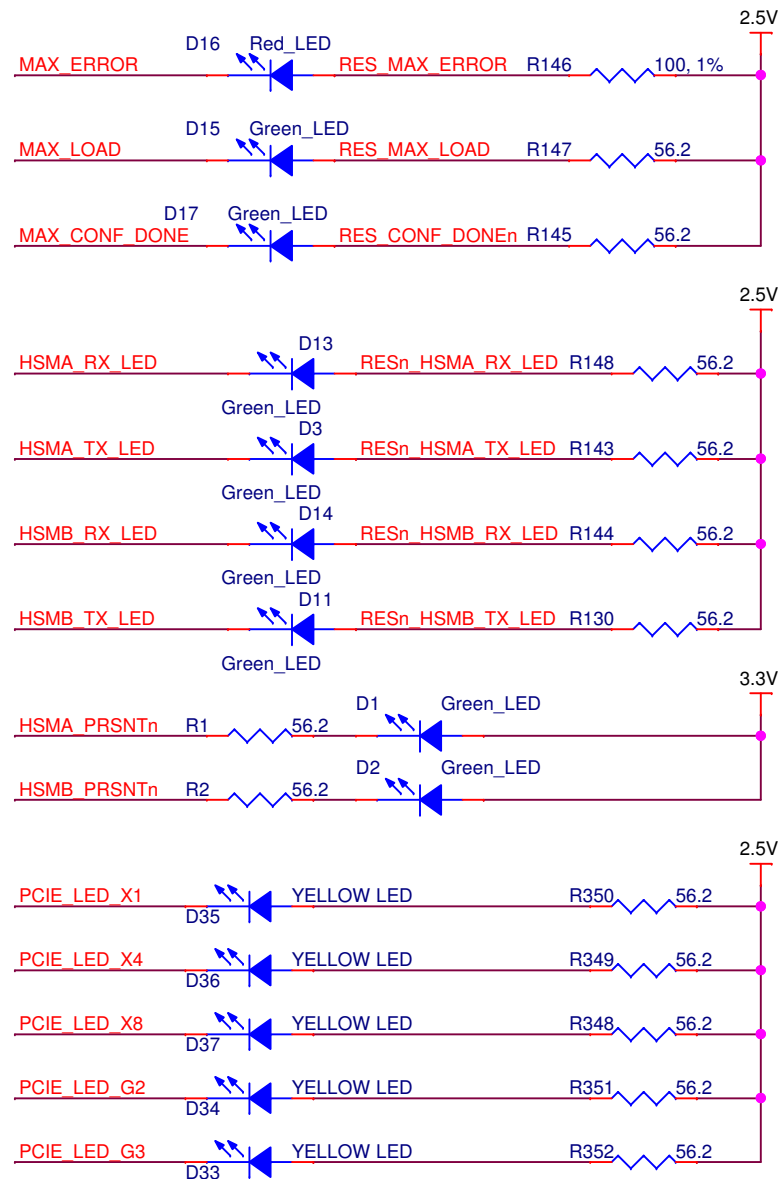 2.5V
D16 Red_LED
MAX_ERROR RES_MAX_ERROR R146 100, 1%
D15 Green_LED
MAX_LOAD RES_MAX_LOAD R147 56.2
D17 Green_LED
MAX_CONF_DONE RES_CONF_DONEn R145 56.2
2.5V
D13
HSMA_RX_LED RESn_HSMA_RX_LED R148 56.2
Green_LED
D3
HSMA_TX_LED RESn_HSMA_TX_LED R143 56.2
Green_LED
D14
HSMB_RX_LED RESn_HSMB_RX_LED R144 56.2
Green_LED
D11
HSMB_TX_LED RESn_HSMB_TX_LED R130 56.2
Green_LED
3.3V
D1 Green_LED
HSMA_PRSNTn R1 56.2
D2 Green_LED
HSMB_PRSNTn R2 56.2
2.5V
PCIE_LED_X1 YELLOW LED R350 56.2
D35
PCIE_LED_X4 YELLOW LED R349 56.2
D36
PCIE_LED_X8 YELLOW LED R348 56.2
D37
PCIE_LED_G2 YELLOW LED R351 56.2
D34
PCIE_LED_G3 YELLOW LED R352 56.2
D33